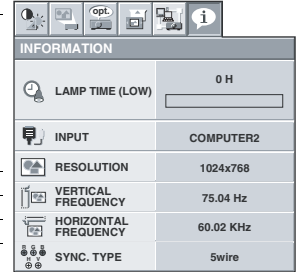 opt.
i
INFORMATION
LAMP TIME (LOW)
0 H
INPUT
COMPUTER2
RESOLUTION
1024x768
VERTICAL
FREQUENCY
75.04 Hz
HORIZONTAL
FREQUENCY
60.02 KHz
H V
SYNC. TYPE
5wire